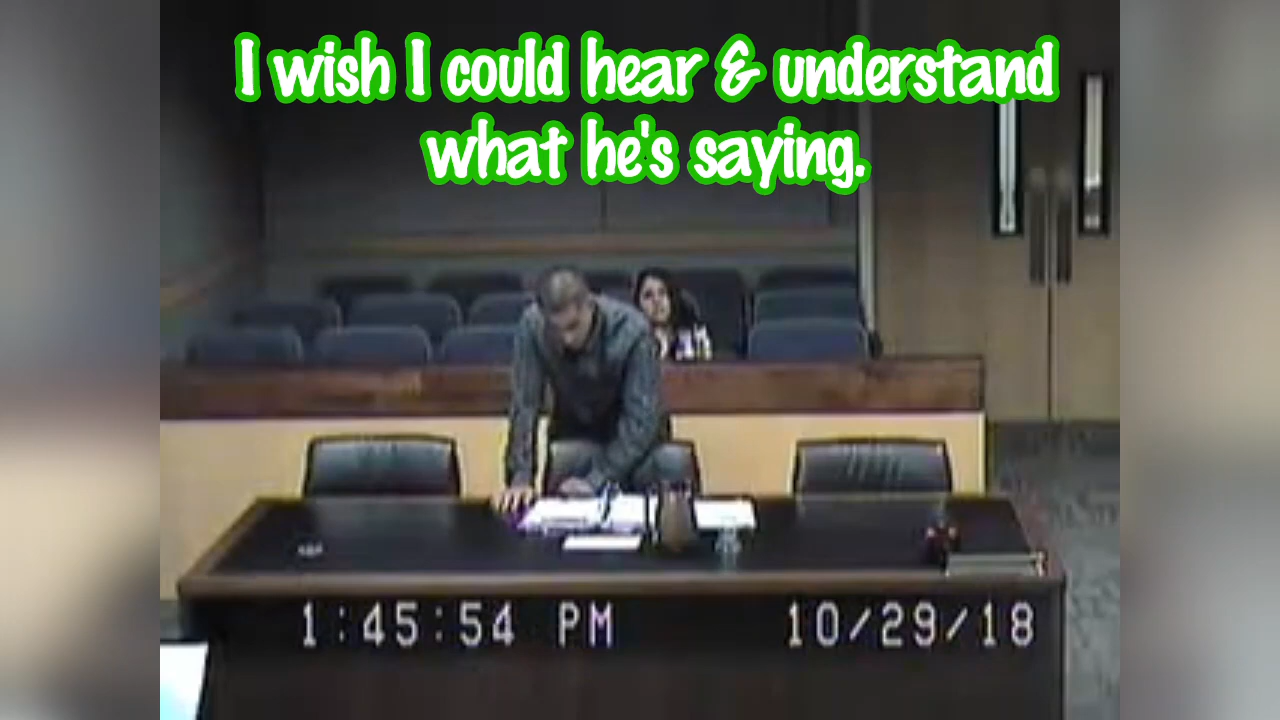 I wish I could hear & understand
what he's saying.
1:45:54 PM 10/29/18